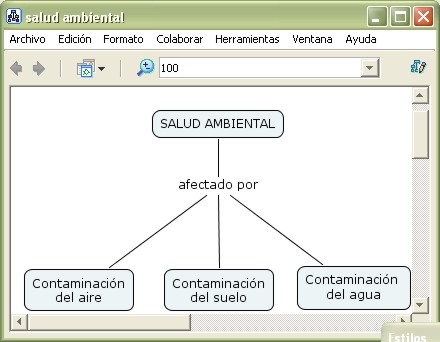 salud ambiental
Archivo Edición Formato Colaborar Herramientas Ventana Ayuda
100
SALUD AMBIENTAL
afectado por
Contaminación
del aire
Contaminación
del suelo
Contaminación
del agua
Estilos